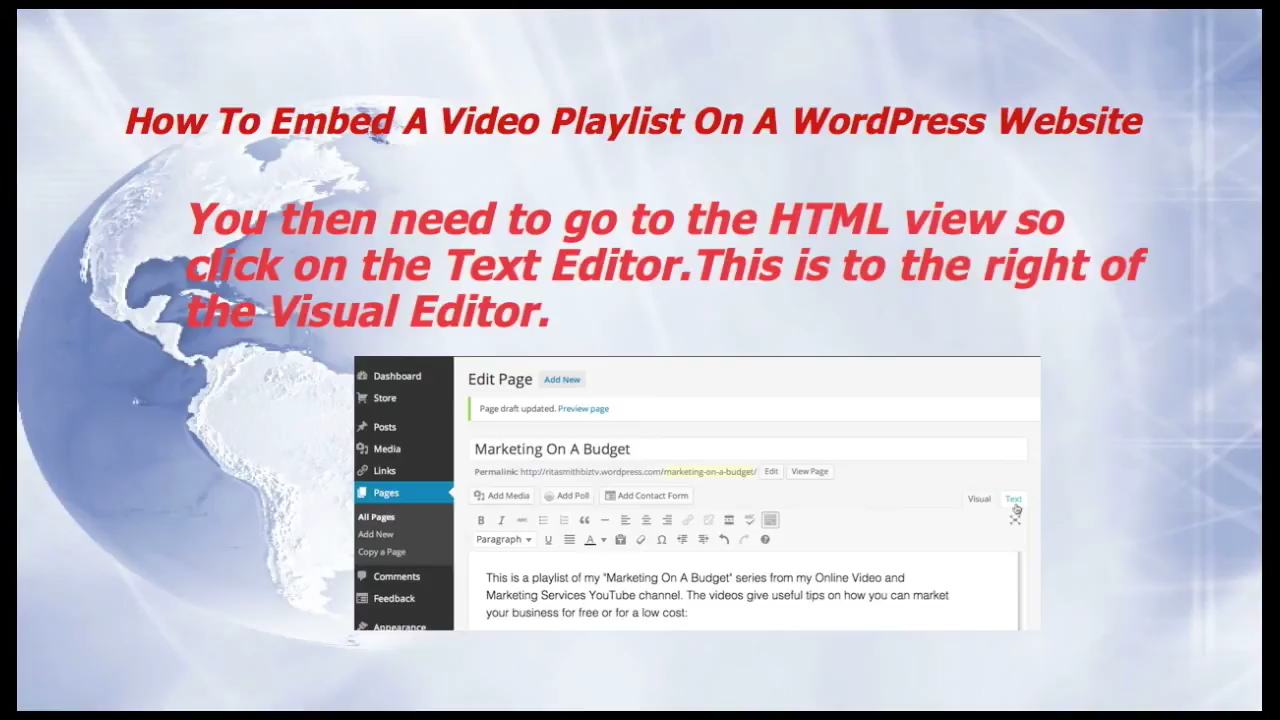 How To Embed A Video Playlist On A WordPress Website
You then need to go to the HTML view so
click on the Text Editor.This is to the right of
the Visual Editor.
Dashboard
Store
Posts
Media
Links
Pages
All Pages
Add New
Copy a Page
Comments
Feedback
Appearance
Edit Page Add New
Page draft updated. Preview page
Marketing On A Budget
Permalink: http://ritasmithbiztv.wordpress.com/marketing-on-a-budget/ Edit View Page
Add Media Add Poll Add Contact Form Visual Text
B I ABC
Paragraph U A Ω
This is a playlist of my "Marketing On A Budget" series from my Online Video and
Marketing Services YouTube channel. The videos give useful tips on how you can market
your business for free or for a low cost: